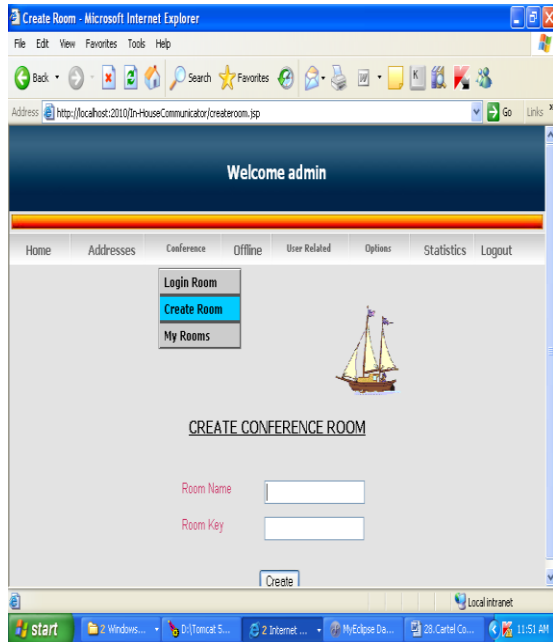 Create Room - Microsoft Internet Explorer
File Edit View Favorites Tools Help
Back Search Favorites
Address http://localhost:2010/In-HouseCommunicator/createroom.jsp Go Links
Welcome admin
Home Addresses Conference Offline User Related Options Statistics Logout
Login Room
Create Room
My Rooms
CREATE CONFERENCE ROOM
Room Name
Room Key
Create
Local intranet
start 2 Windows... D:\Tomcat 5... 2 Internet ... MyEclipse Da... 28.Cartel Co... 11:51 AM